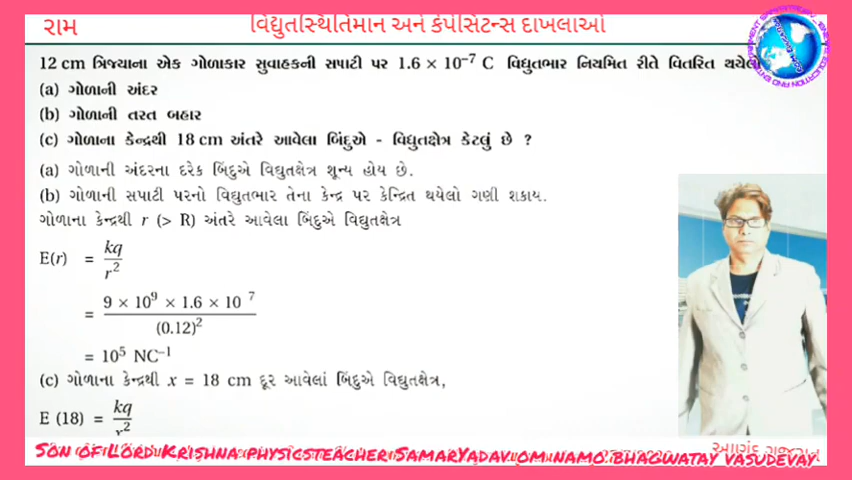 રામ
વિદ્યુતસ્થિતિમાન અને કેપેસિટન્સ દાખલાઓ
12 cm ત્રિજ્યાના એક ગોળાકાર સુવાહકની સપાટી પર 1.6 × 10⁻⁷ C વિદ્યુતભાર નિયમિત રીતે વિતરિત થયેલો
(a) ગોળાની અંદર
(b) ગોળાની તરત બહાર
(c) ગોળાના કેન્દ્રથી 18 cm અંતરે આવેલા બિંદુએ - વિદ્યુતક્ષેત્ર કેટલું છે ?
(a) ગોળાની અંદરના દરેક બિંદુએ વિદ્યુતક્ષેત્ર શૂન્ય હોય છે.
(b) ગોળાની સપાટી પરનો વિદ્યુતભાર તેના કેન્દ્ર પર કેન્દ્રિત થયેલો ગણી શકાય.
ગોળાના કેન્દ્રથી r (> R) અંતરે આવેલા બિંદુએ વિદ્યુતક્ષેત્ર
E(r) = kq / r²
= 9 × 10⁹ × 1.6 × 10 ⁷ / (0.12)²
= 10⁵ NC⁻¹
(c) ગોળાના કેન્દ્રથી x = 18 cm દૂર આવેલાં બિંદુએ વિદ્યુતક્ષેત્ર,
E (18) = kq / r²
SON OF LORD KRISHNA PHYSICSTEACHER SAMARYADAV OM NAMO BHAGWATAY VASUDEVAY